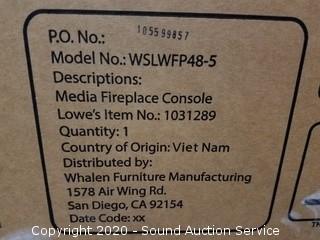 P.O. No.: 105599857
Model No.: WSLWFP48-5
Descriptions:
Media Fireplace Console
Lowe's Item No.: 1031289
Quantity: 1
Country of Origin: Viet Nam
Distributed by:
Whalen Furniture Manufacturing
1578 Air Wing Rd.
San Diego, CA 92154
Date Code: xx
Copyright 2020 - Sound Auction Service